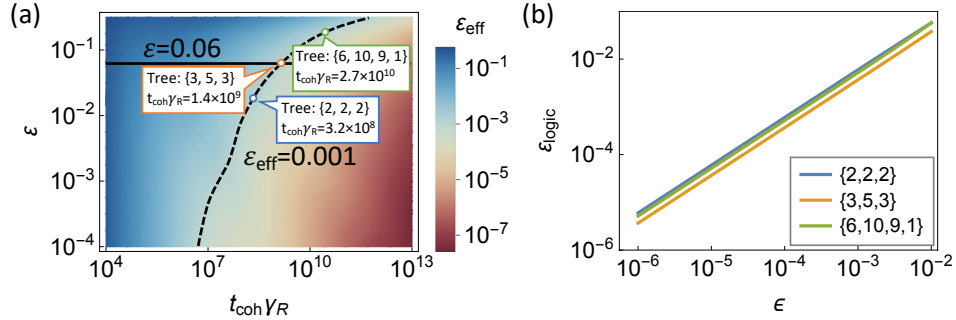 (a)
ε_eff
10^-1
10^-2
10^-3
10^-4
ε
ε=0.06
Tree: {6, 10, 9, 1}
t_coh γ_R=2.7×10^10
Tree: {3, 5, 3}
t_coh γ_R=1.4×10^9
Tree: {2, 2, 2}
t_coh γ_R=3.2×10^8
ε_eff=0.001
10^4
10^7
10^10
10^13
t_coh γ_R
10^-1
10^-3
10^-5
10^-7
(b)
ε_logic
10^-2
10^-4
10^-6
{2,2,2}
{3,5,3}
{6,10,9,1}
10^-6
10^-5
10^-4
10^-3
10^-2
ϵ